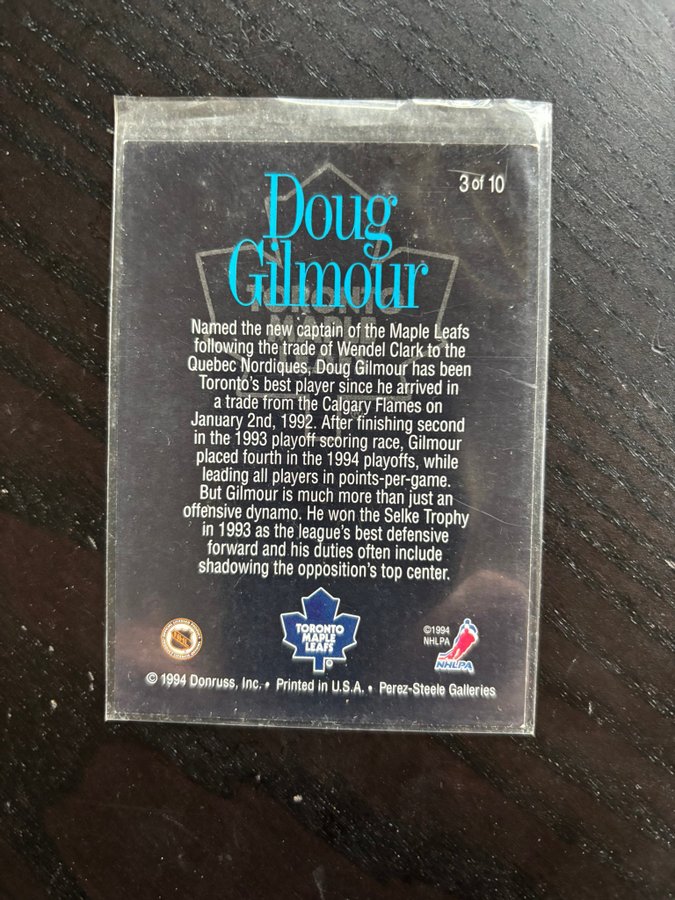 3 of 10
Doug
Gilmour
TORONTO
MAPLE
Named the new captain of the Maple Leafs
following the trade of Wendel Clark to the
Quebec Nordiques, Doug Gilmour has been
Toronto's best player since he arrived in
a trade from the Calgary Flames on
January 2nd, 1992. After finishing second
in the 1993 playoff scoring race, Gilmour
placed fourth in the 1994 playoffs, while
leading all players in points-per-game.
But Gilmour is much more than just an
offensive dynamo. He won the Selke Trophy
in 1993 as the league's best defensive
forward and his duties often include
shadowing the opposition's top center.
NHL
TORONTO
MAPLE
LEAFS
®
©1994
NHLPA
NHLPA
© 1994 Donruss, Inc. • Printed in U.S.A. • Perez-Steele Galleries